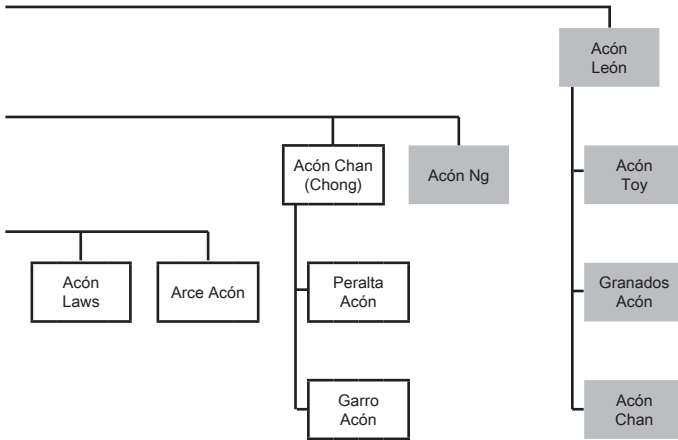 Acón
León
Acón Chan
(Chong)
Acón Ng
Acón
Toy
Acón
Laws
Arce Acón
Peralta
Acón
Granados
Acón
Garro
Acón
Acón
Chan